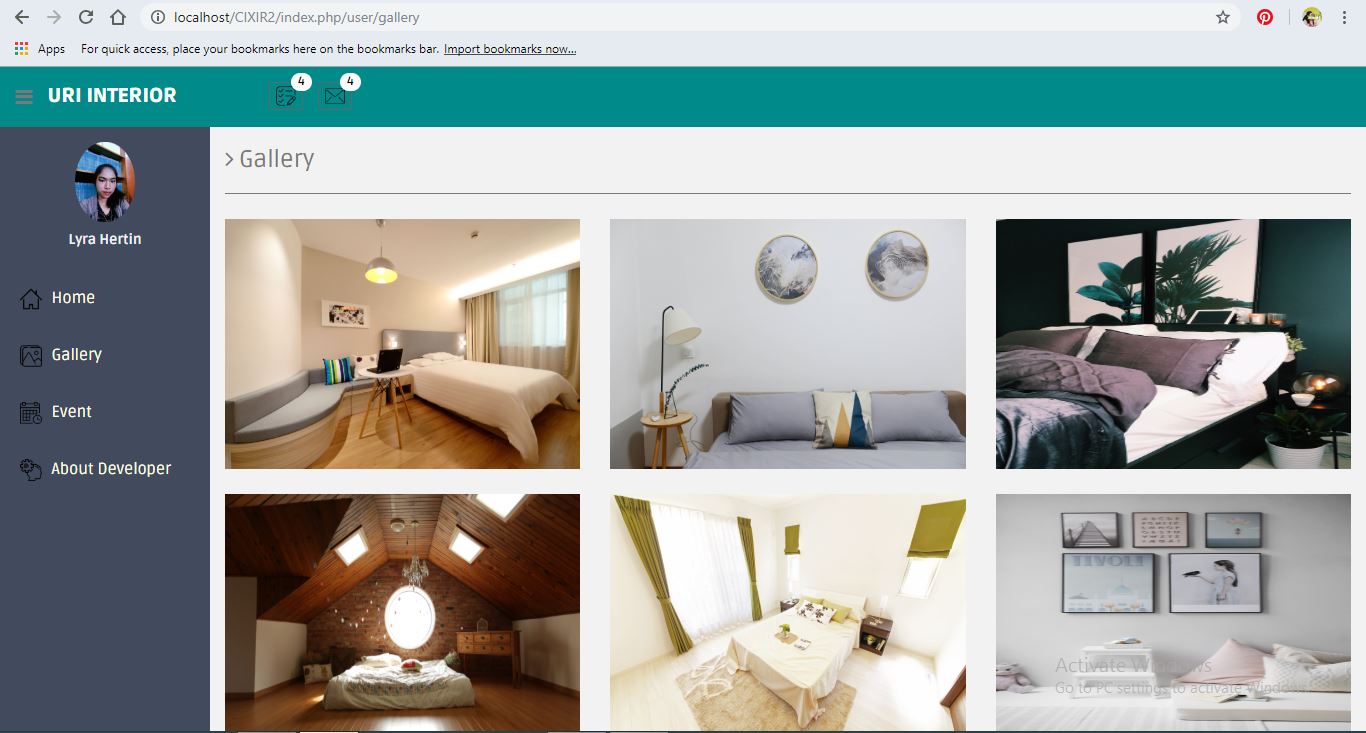 localhost/CIXIR2/index.php/user/gallery
Apps For quick access, place your bookmarks here on the bookmarks bar. Import bookmarks now...
URI INTERIOR
4 4
Gallery
Lyra Hertin
Home
Gallery
Event
About Developer
TIVOLI
Activate Windows
Go to PC settings to activate Windows.